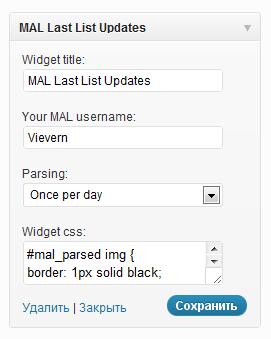 MAL Last List Updates
Widget title:
MAL Last List Updates
Your MAL username:
Vievern
Parsing:
Once per day
Widget css:
#mal_parsed img {
border: 1px solid black;
Удалить | Закрыть
Сохранить